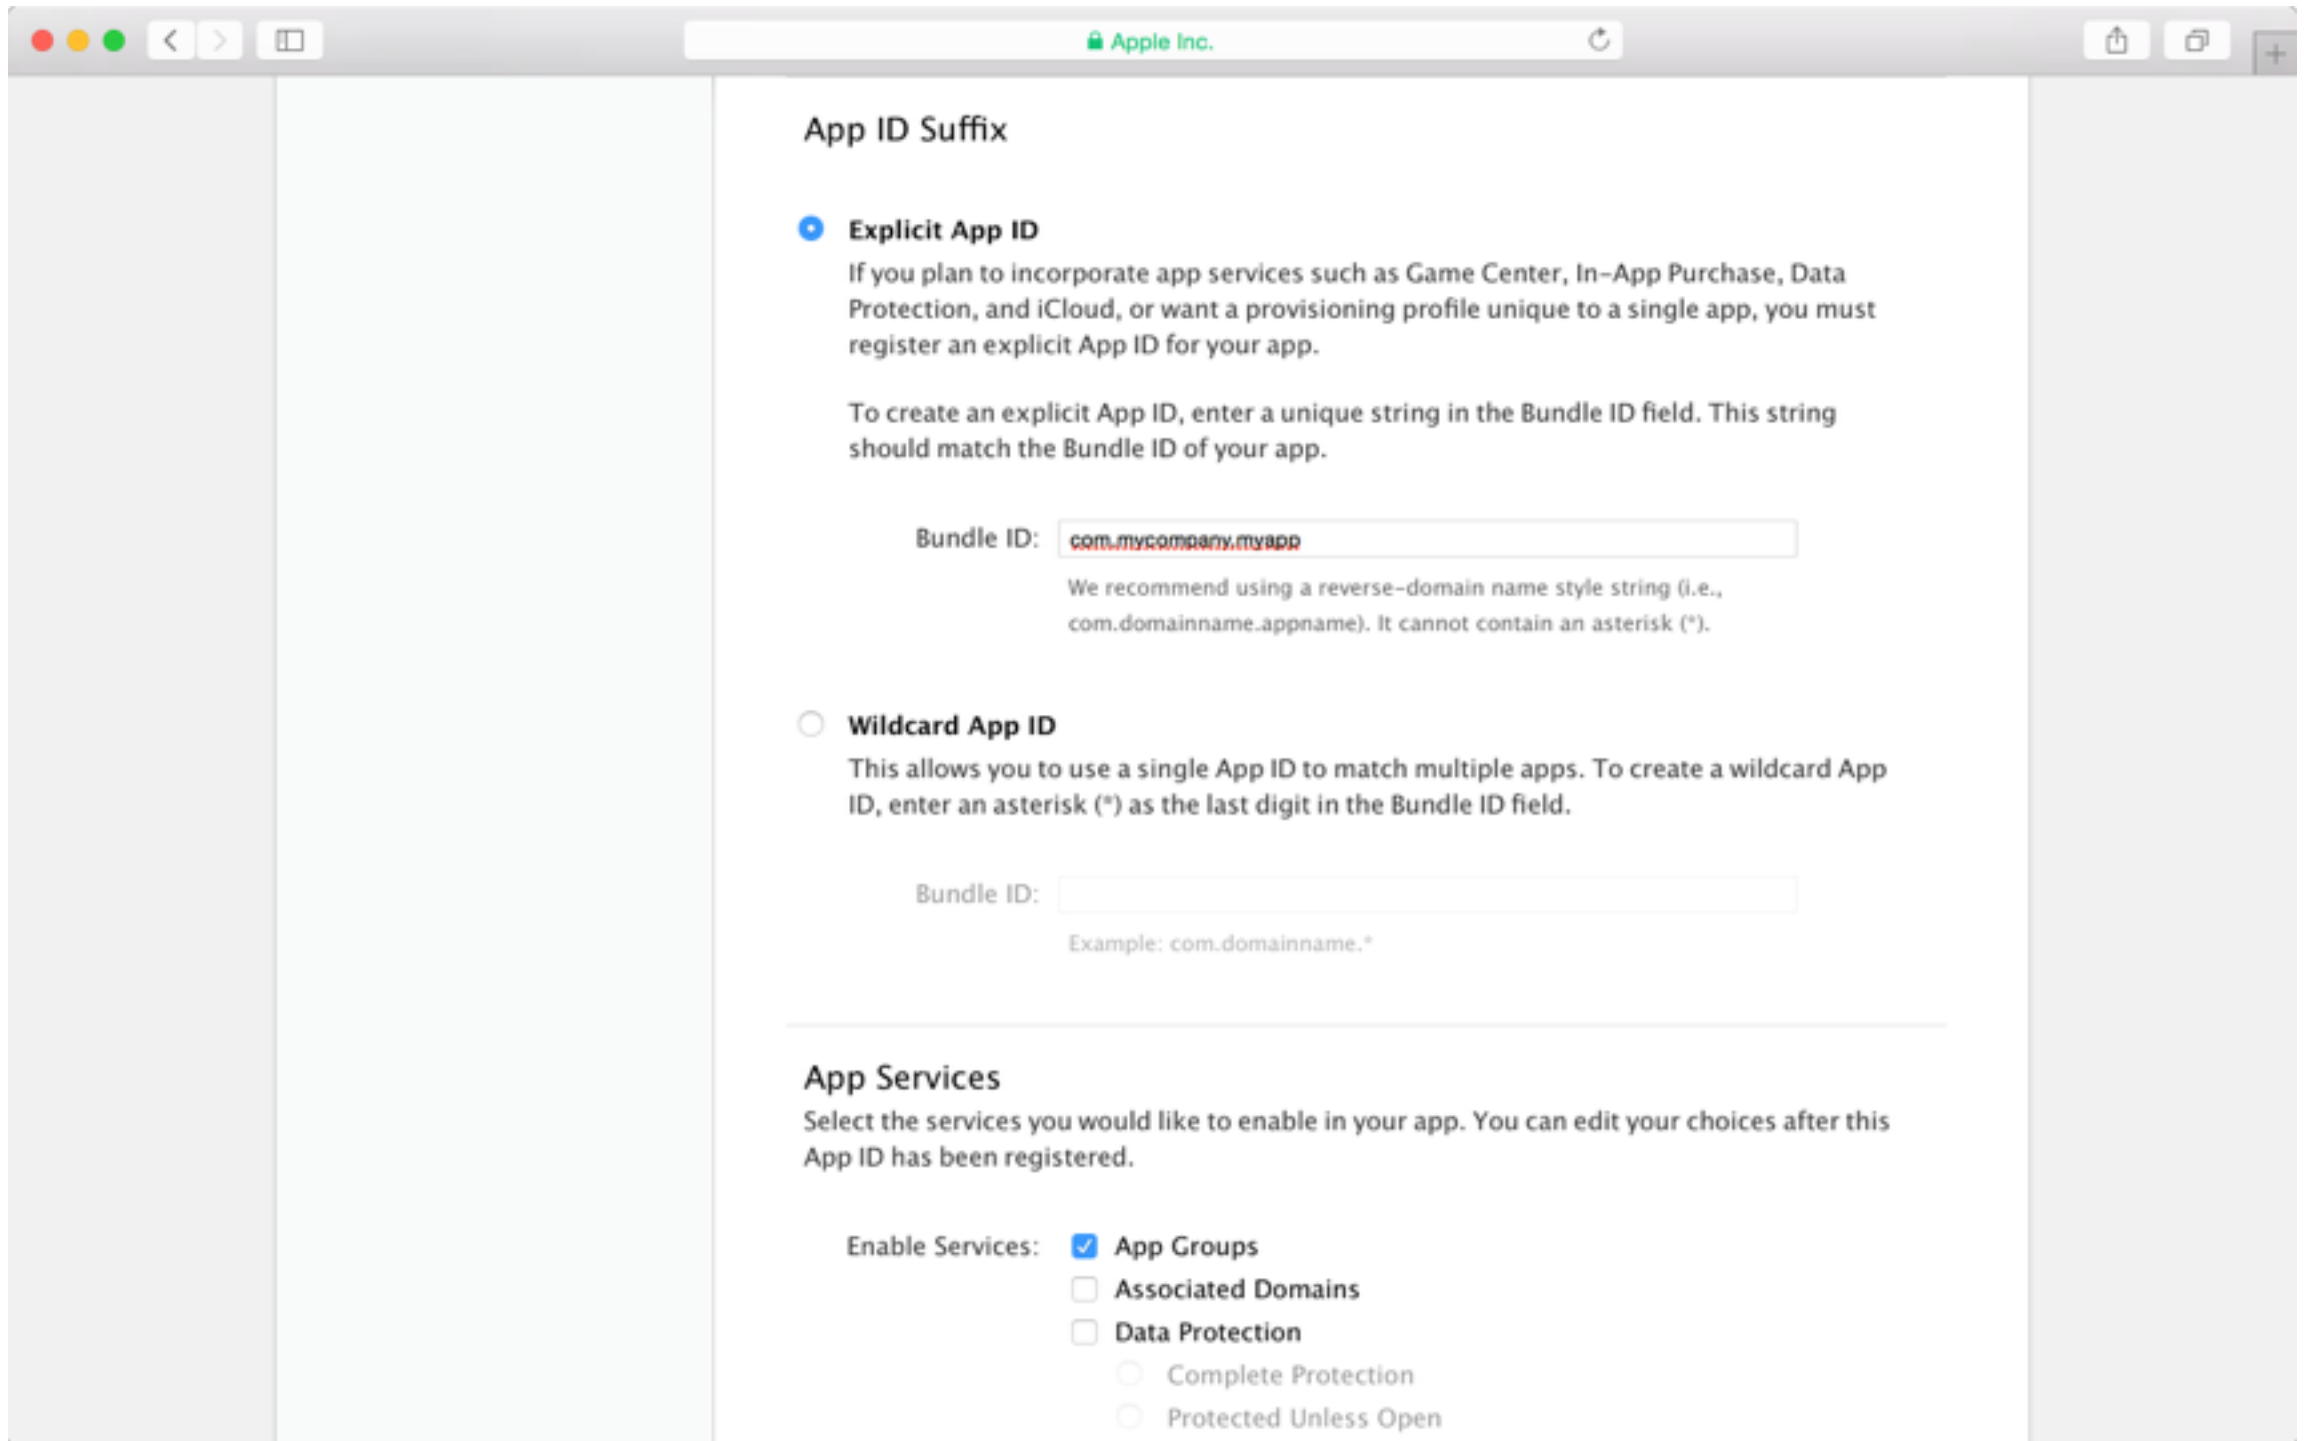 Apple Inc.
App ID Suffix
Explicit App ID
If you plan to incorporate app services such as Game Center, In-App Purchase, Data
Protection, and iCloud, or want a provisioning profile unique to a single app, you must
register an explicit App ID for your app.
To create an explicit App ID, enter a unique string in the Bundle ID field. This string
should match the Bundle ID of your app.
Bundle ID: com.mycompany.myapp
We recommend using a reverse-domain name style string (i.e.,
com.domainname.appname). It cannot contain an asterisk (*).
Wildcard App ID
This allows you to use a single App ID to match multiple apps. To create a wildcard App
ID, enter an asterisk (*) as the last digit in the Bundle ID field.
Bundle ID:
Example: com.domainname.*
App Services
Select the services you would like to enable in your app. You can edit your choices after this
App ID has been registered.
Enable Services: App Groups
Associated Domains
Data Protection
Complete Protection
Protected Unless Open